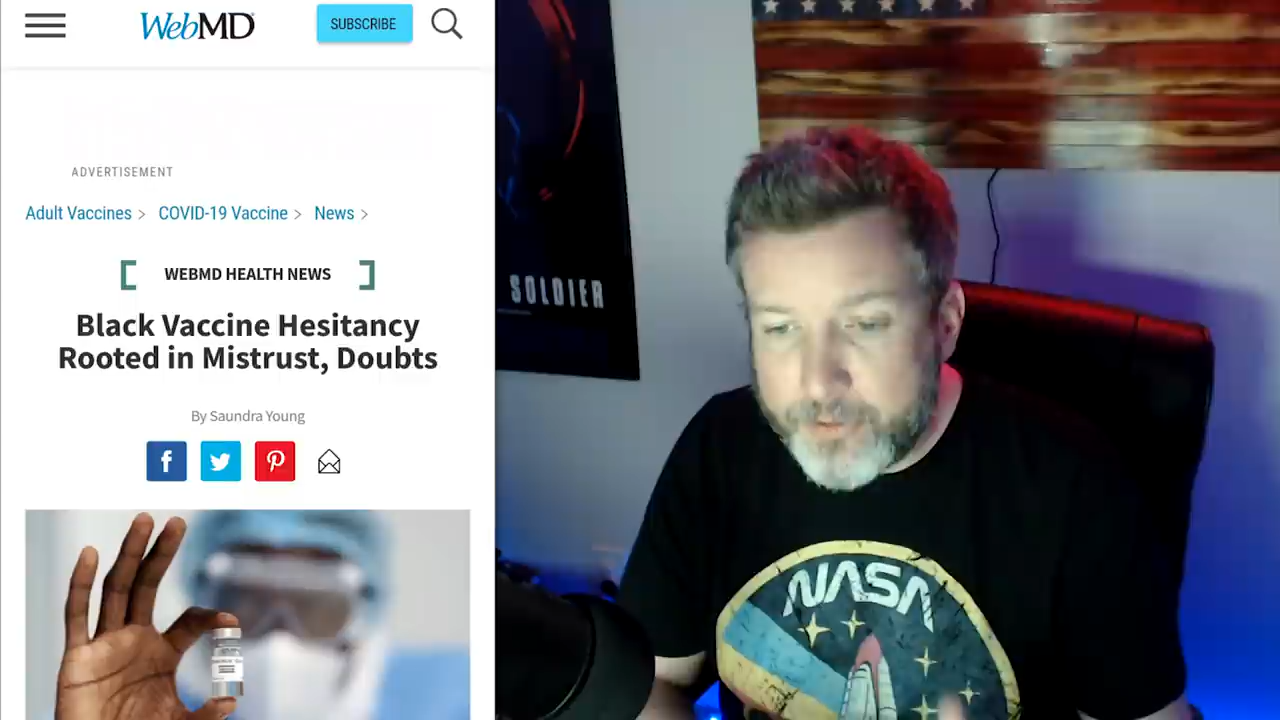 WebMD
SUBSCRIBE
ADVERTISEMENT
Adult Vaccines > COVID-19 Vaccine > News >
WEBMD HEALTH NEWS
Black Vaccine Hesitancy
Rooted in Mistrust, Doubts
By Saundra Young
SOLDIER
NASA